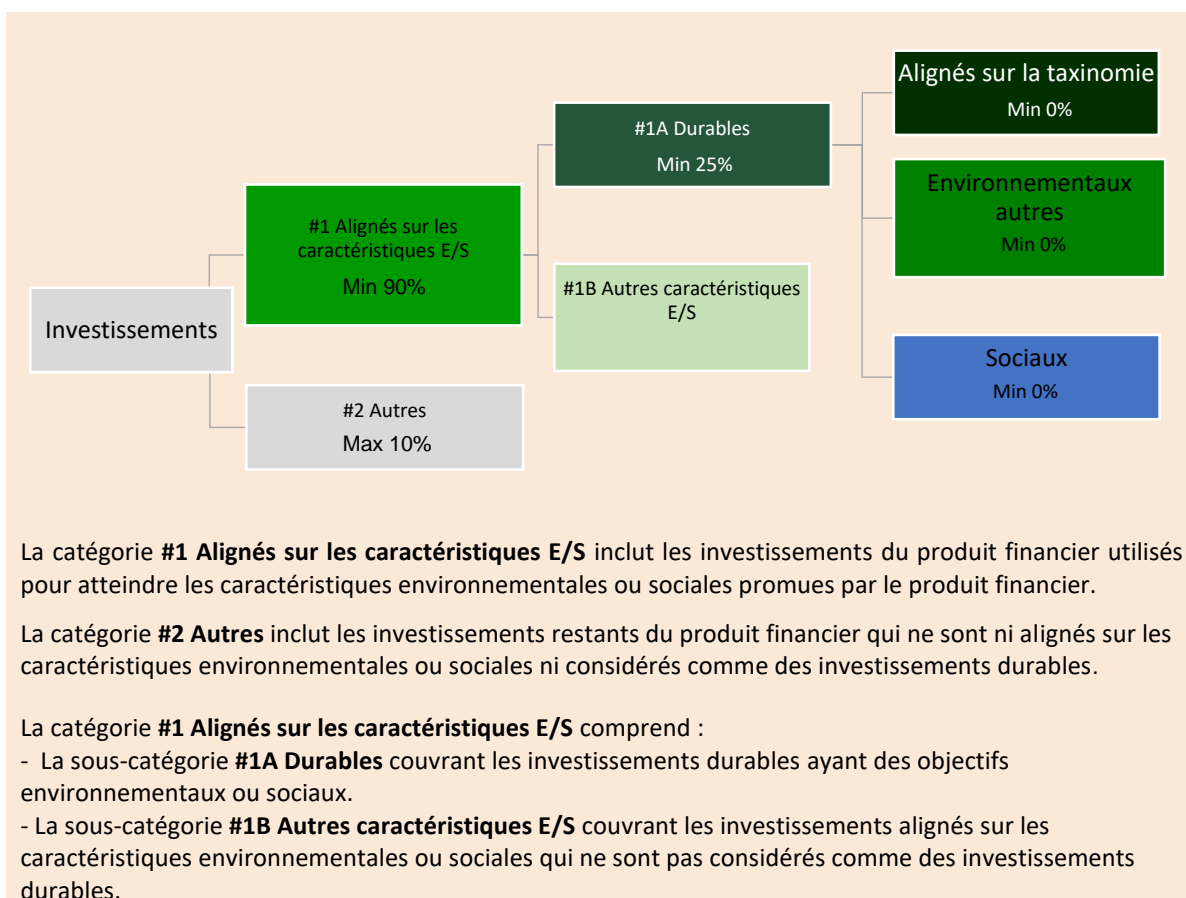 Investissements
#1 Alignés sur les
caractéristiques E/S
Min 90%
#2 Autres
Max 10%
#1A Durables
Min 25%
#1B Autres caractéristiques
E/S
Alignés sur la taxinomie
Min 0%
Environnementaux
autres
Min 0%
Sociaux
Min 0%
La catégorie #1 Alignés sur les caractéristiques E/S inclut les investissements du produit financier utilisés
pour atteindre les caractéristiques environnementales ou sociales promues par le produit financier.
La catégorie #2 Autres inclut les investissements restants du produit financier qui ne sont ni alignés sur les
caractéristiques environnementales ou sociales ni considérés comme des investissements durables.
La catégorie #1 Alignés sur les caractéristiques E/S comprend :
- La sous-catégorie #1A Durables couvrant les investissements durables ayant des objectifs
environnementaux ou sociaux.
- La sous-catégorie #1B Autres caractéristiques E/S couvrant les investissements alignés sur les
caractéristiques environnementales ou sociales qui ne sont pas considérés comme des investissements
durables.